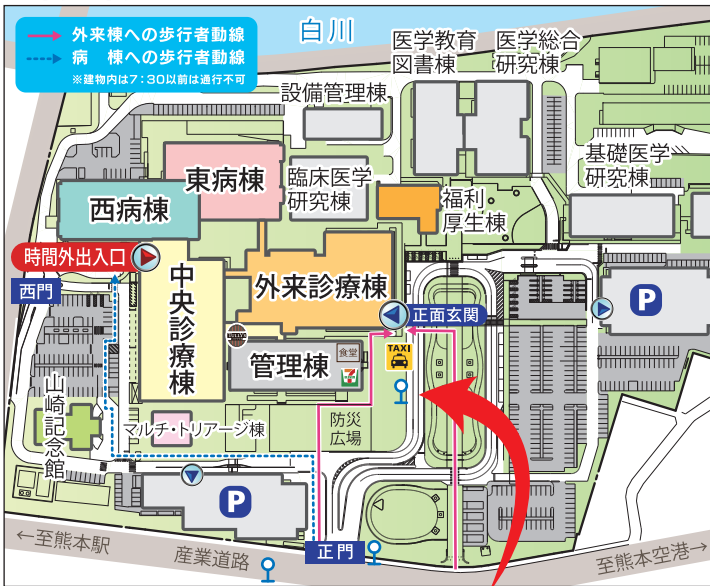 外来棟への歩行者動線
病 棟への歩行者動線
※建物内は7:30以前は通行不可
白川
医学教育
図書棟
医学総合
研究棟
設備管理棟
基礎医学
研究棟
東病棟
臨床医学
研究棟
西病棟
福利
厚生棟
時間外出入口
西門
中央診療棟
外来診療棟
正面玄関
P
TAXI
食堂
管理棟
7
ELEVEN
山崎記念館
マルチ・トリアージ棟
防災
広場
P
←至熊本駅
産業道路
正門
至熊本空港→